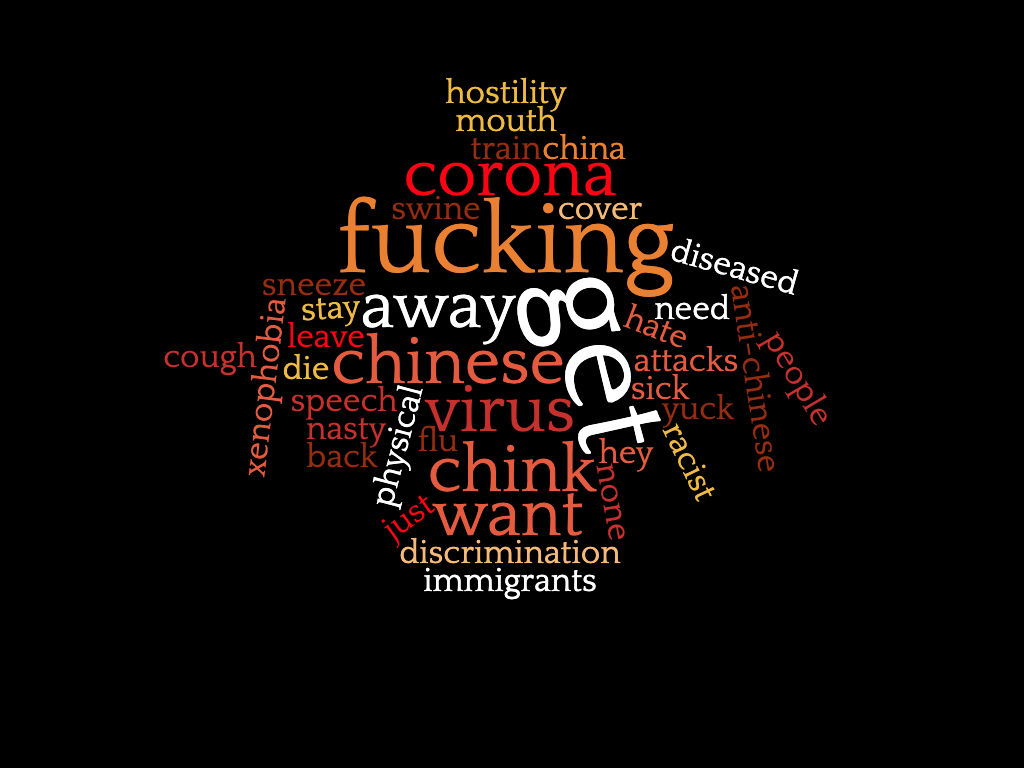 hostility
mouth
train china
corona
swine cover
fucking
diseased
sneeze
stay away get need
hate
anti-chinese
people
leave
xenophobia
cough
die chinese attacks
sick
speech virus yuck
physical
nasty
flu
back
chink hey
racist
none
just want
discrimination
immigrants